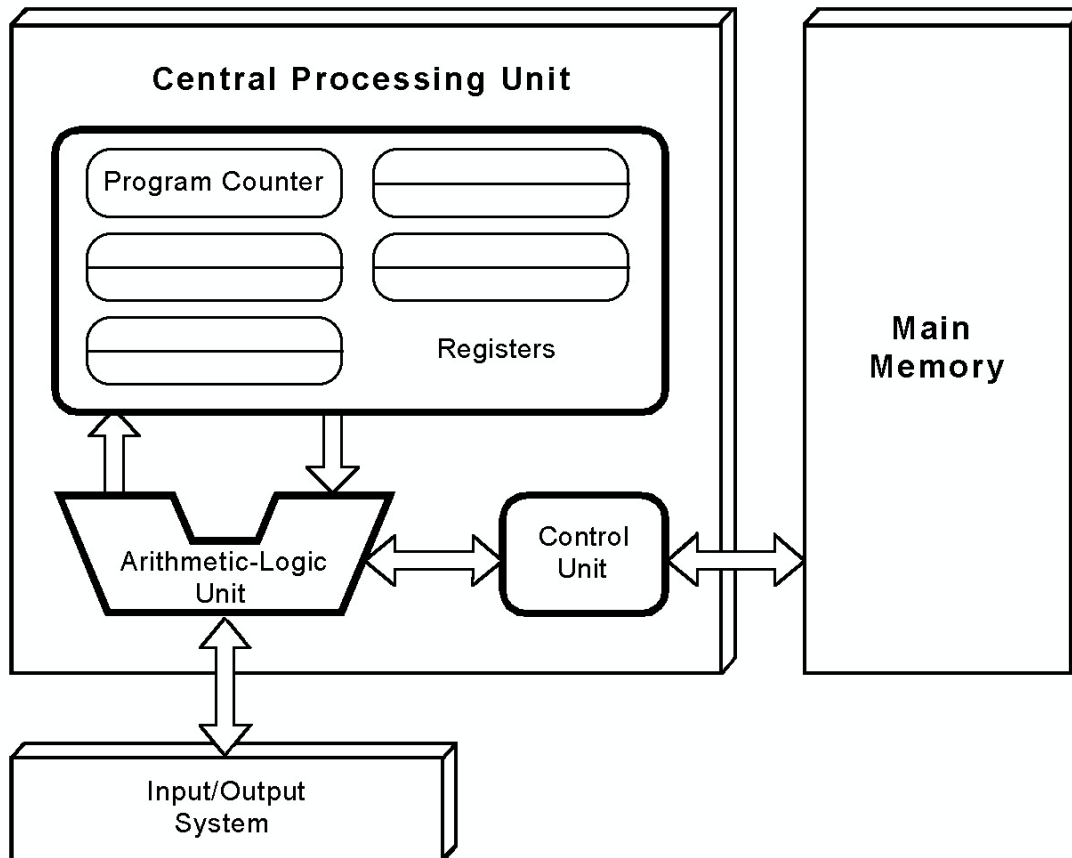 Central Processing Unit
Program Counter
Registers
Main
Memory
Arithmetic-Logic
Unit
Control
Unit
Input/Output
System